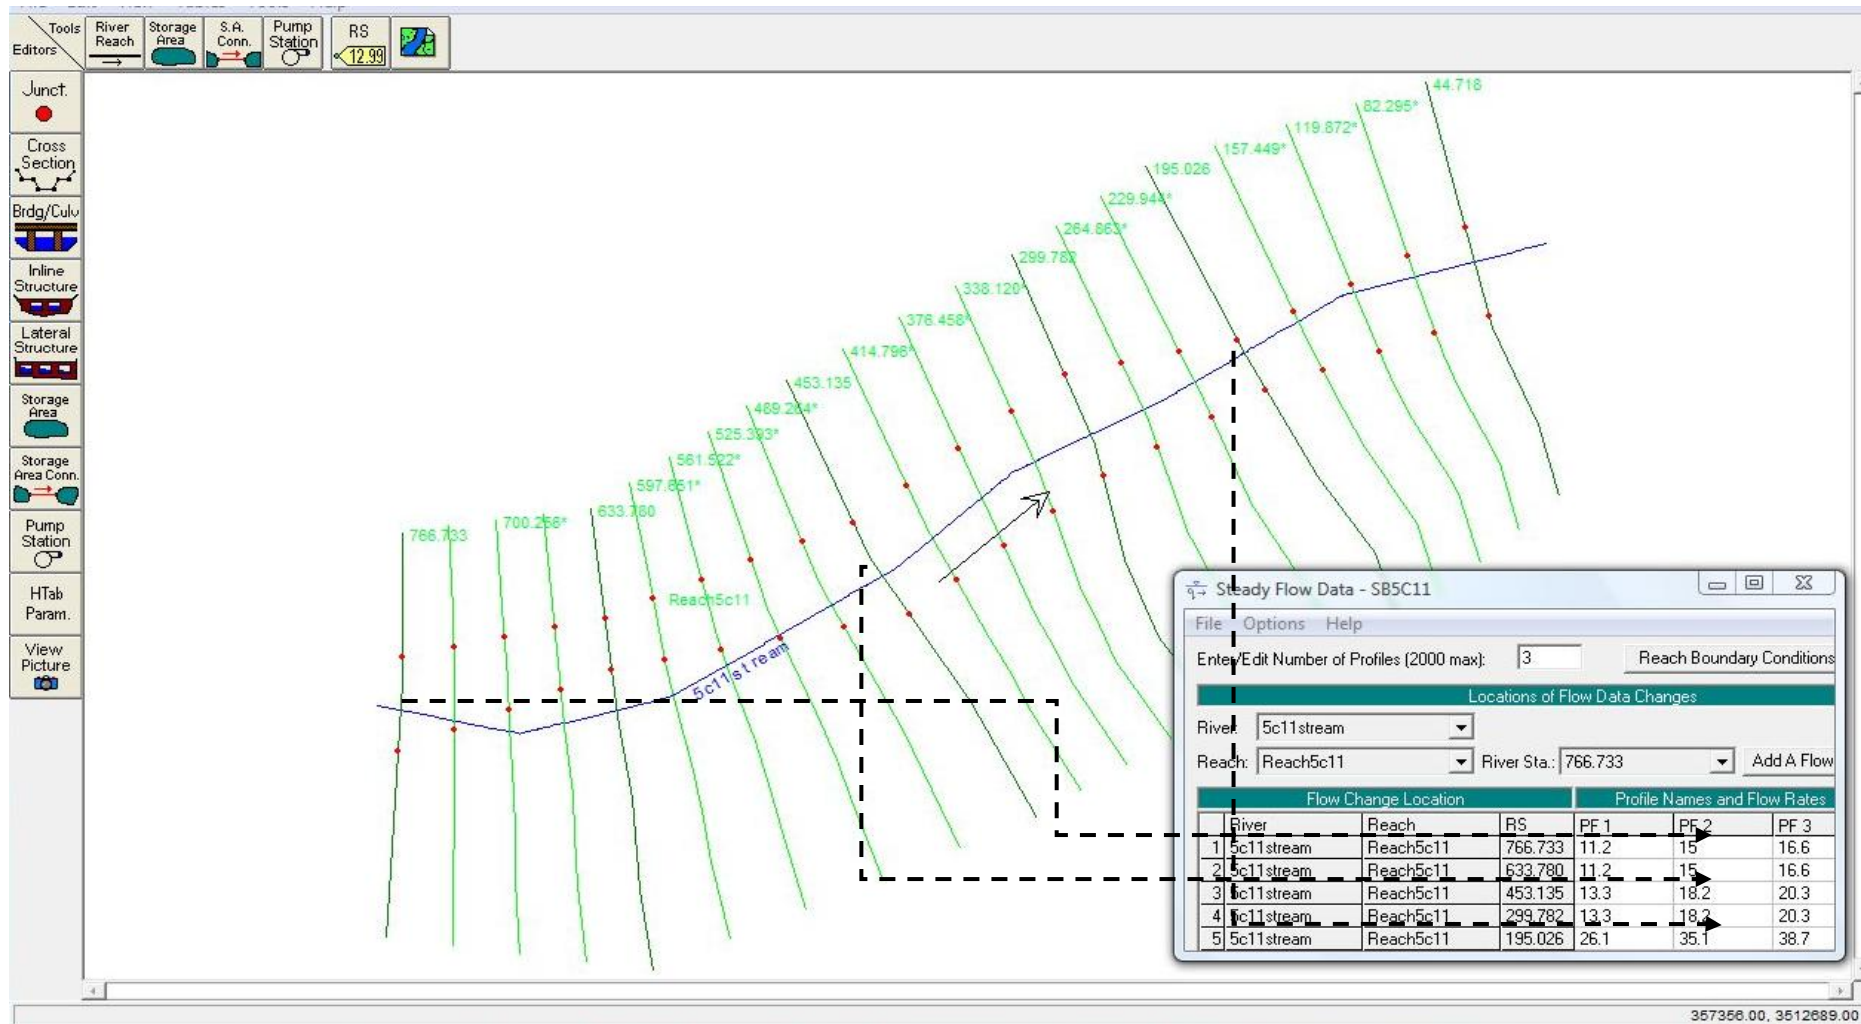 Tools
Editors
River
Reach
Storage
Area
S.A.
Conn.
Pump
Station
RS
12.99
Junct.
Cross
Section
Brdg/Culv
Inline
Structure
Lateral
Structure
Storage
Area
Storage
Area Conn.
Pump
Station
HTab
Param.
View
Picture
44.718
82.295*
119.872*
157.449*
195.026
229.944*
264.863*
299.782
338.120*
376.458*
414.796*
453.135
489.264*
525.393*
561.522*
597.651*
633.780
700.256*
766.733
Reach5c11
5c11stream
Steady Flow Data - SB5C11
File Options Help
Enter/Edit Number of Profiles (2000 max): 3 Reach Boundary Conditions
Locations of Flow Data Changes
River: 5c11stream
Reach: Reach5c11 River Sta.: 766.733 Add A Flow
Flow Change Location Profile Names and Flow Rates
River Reach RS PF 1 PF 2 PF 3
1 5c11stream Reach5c11 766.733 11.2 15 16.6
2 5c11stream Reach5c11 633.780 11.2 15 16.6
3 5c11stream Reach5c11 453.135 13.3 18.2 20.3
4 5c11stream Reach5c11 299.782 13.3 18.2 20.3
5 5c11stream Reach5c11 195.026 26.1 35.1 38.7
357356.00, 3512689.00